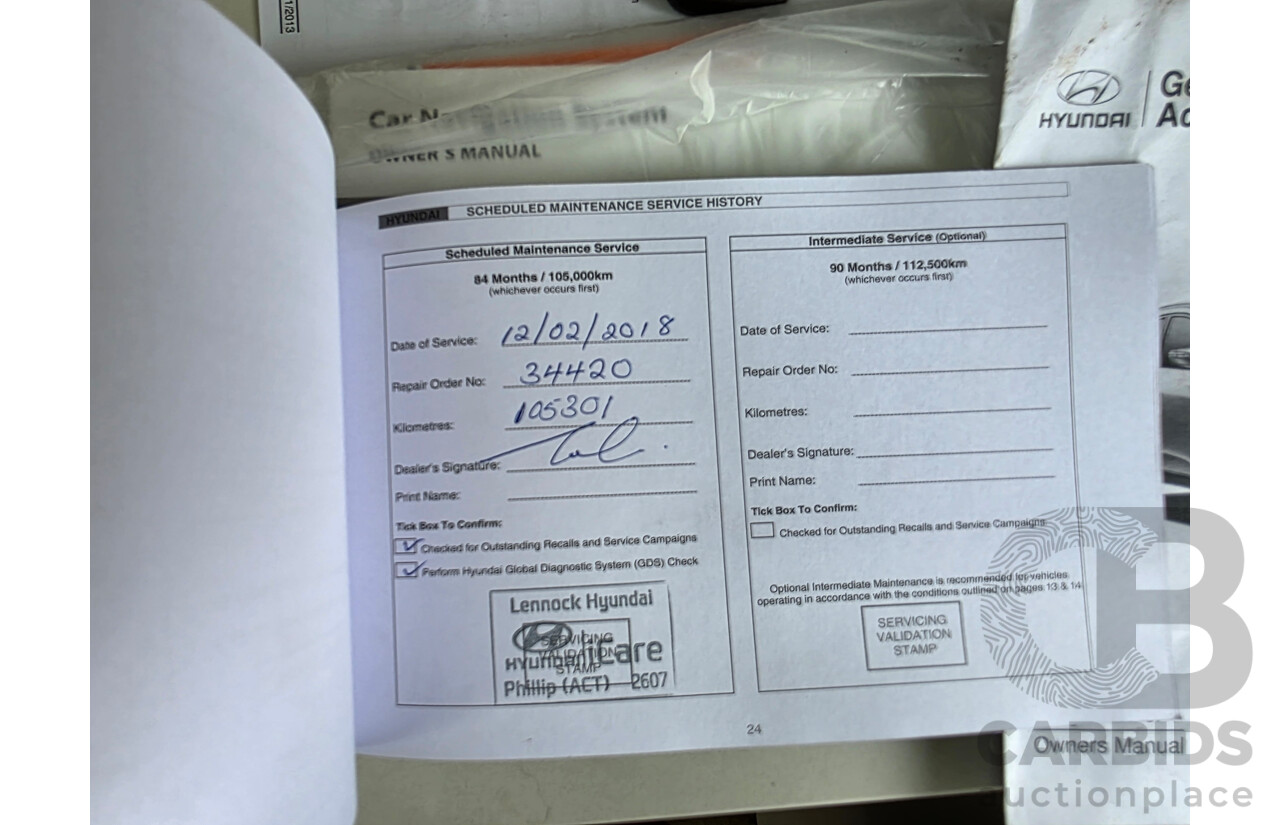 1/2013
Car Navigation System
OWNER'S MANUAL
HYUNDAI
HYUNDAI SCHEDULED MAINTENANCE SERVICE HISTORY
Scheduled Maintenance Service
84 Months / 105,000km
(whichever occurs first)
Date of Service: 12/02/2018
Repair Order No: 34420
Kilometres: 105301
Dealer's Signature:
Print Name:
Tick Box To Confirm:
Checked for Outstanding Recalls and Service Campaigns
Perform Hyundai Global Diagnostic System (GDS) Check
Lennock Hyundai
SERVICING
VALIDATION
STAMP
HYUNDAI iCare
Phillip (ACT) 2607
Intermediate Service (Optional)
90 Months / 112,500km
(whichever occurs first)
Date of Service:
Repair Order No:
Kilometres:
Dealer's Signature:
Print Name:
Tick Box To Confirm:
Checked for Outstanding Recalls and Service Campaigns
Optional Intermediate Maintenance is recommended for vehicles
operating in accordance with the conditions outlined on pages 13 & 14
SERVICING
VALIDATION
STAMP
24
Owners Manual
CB
CARBIDS
uctionplace